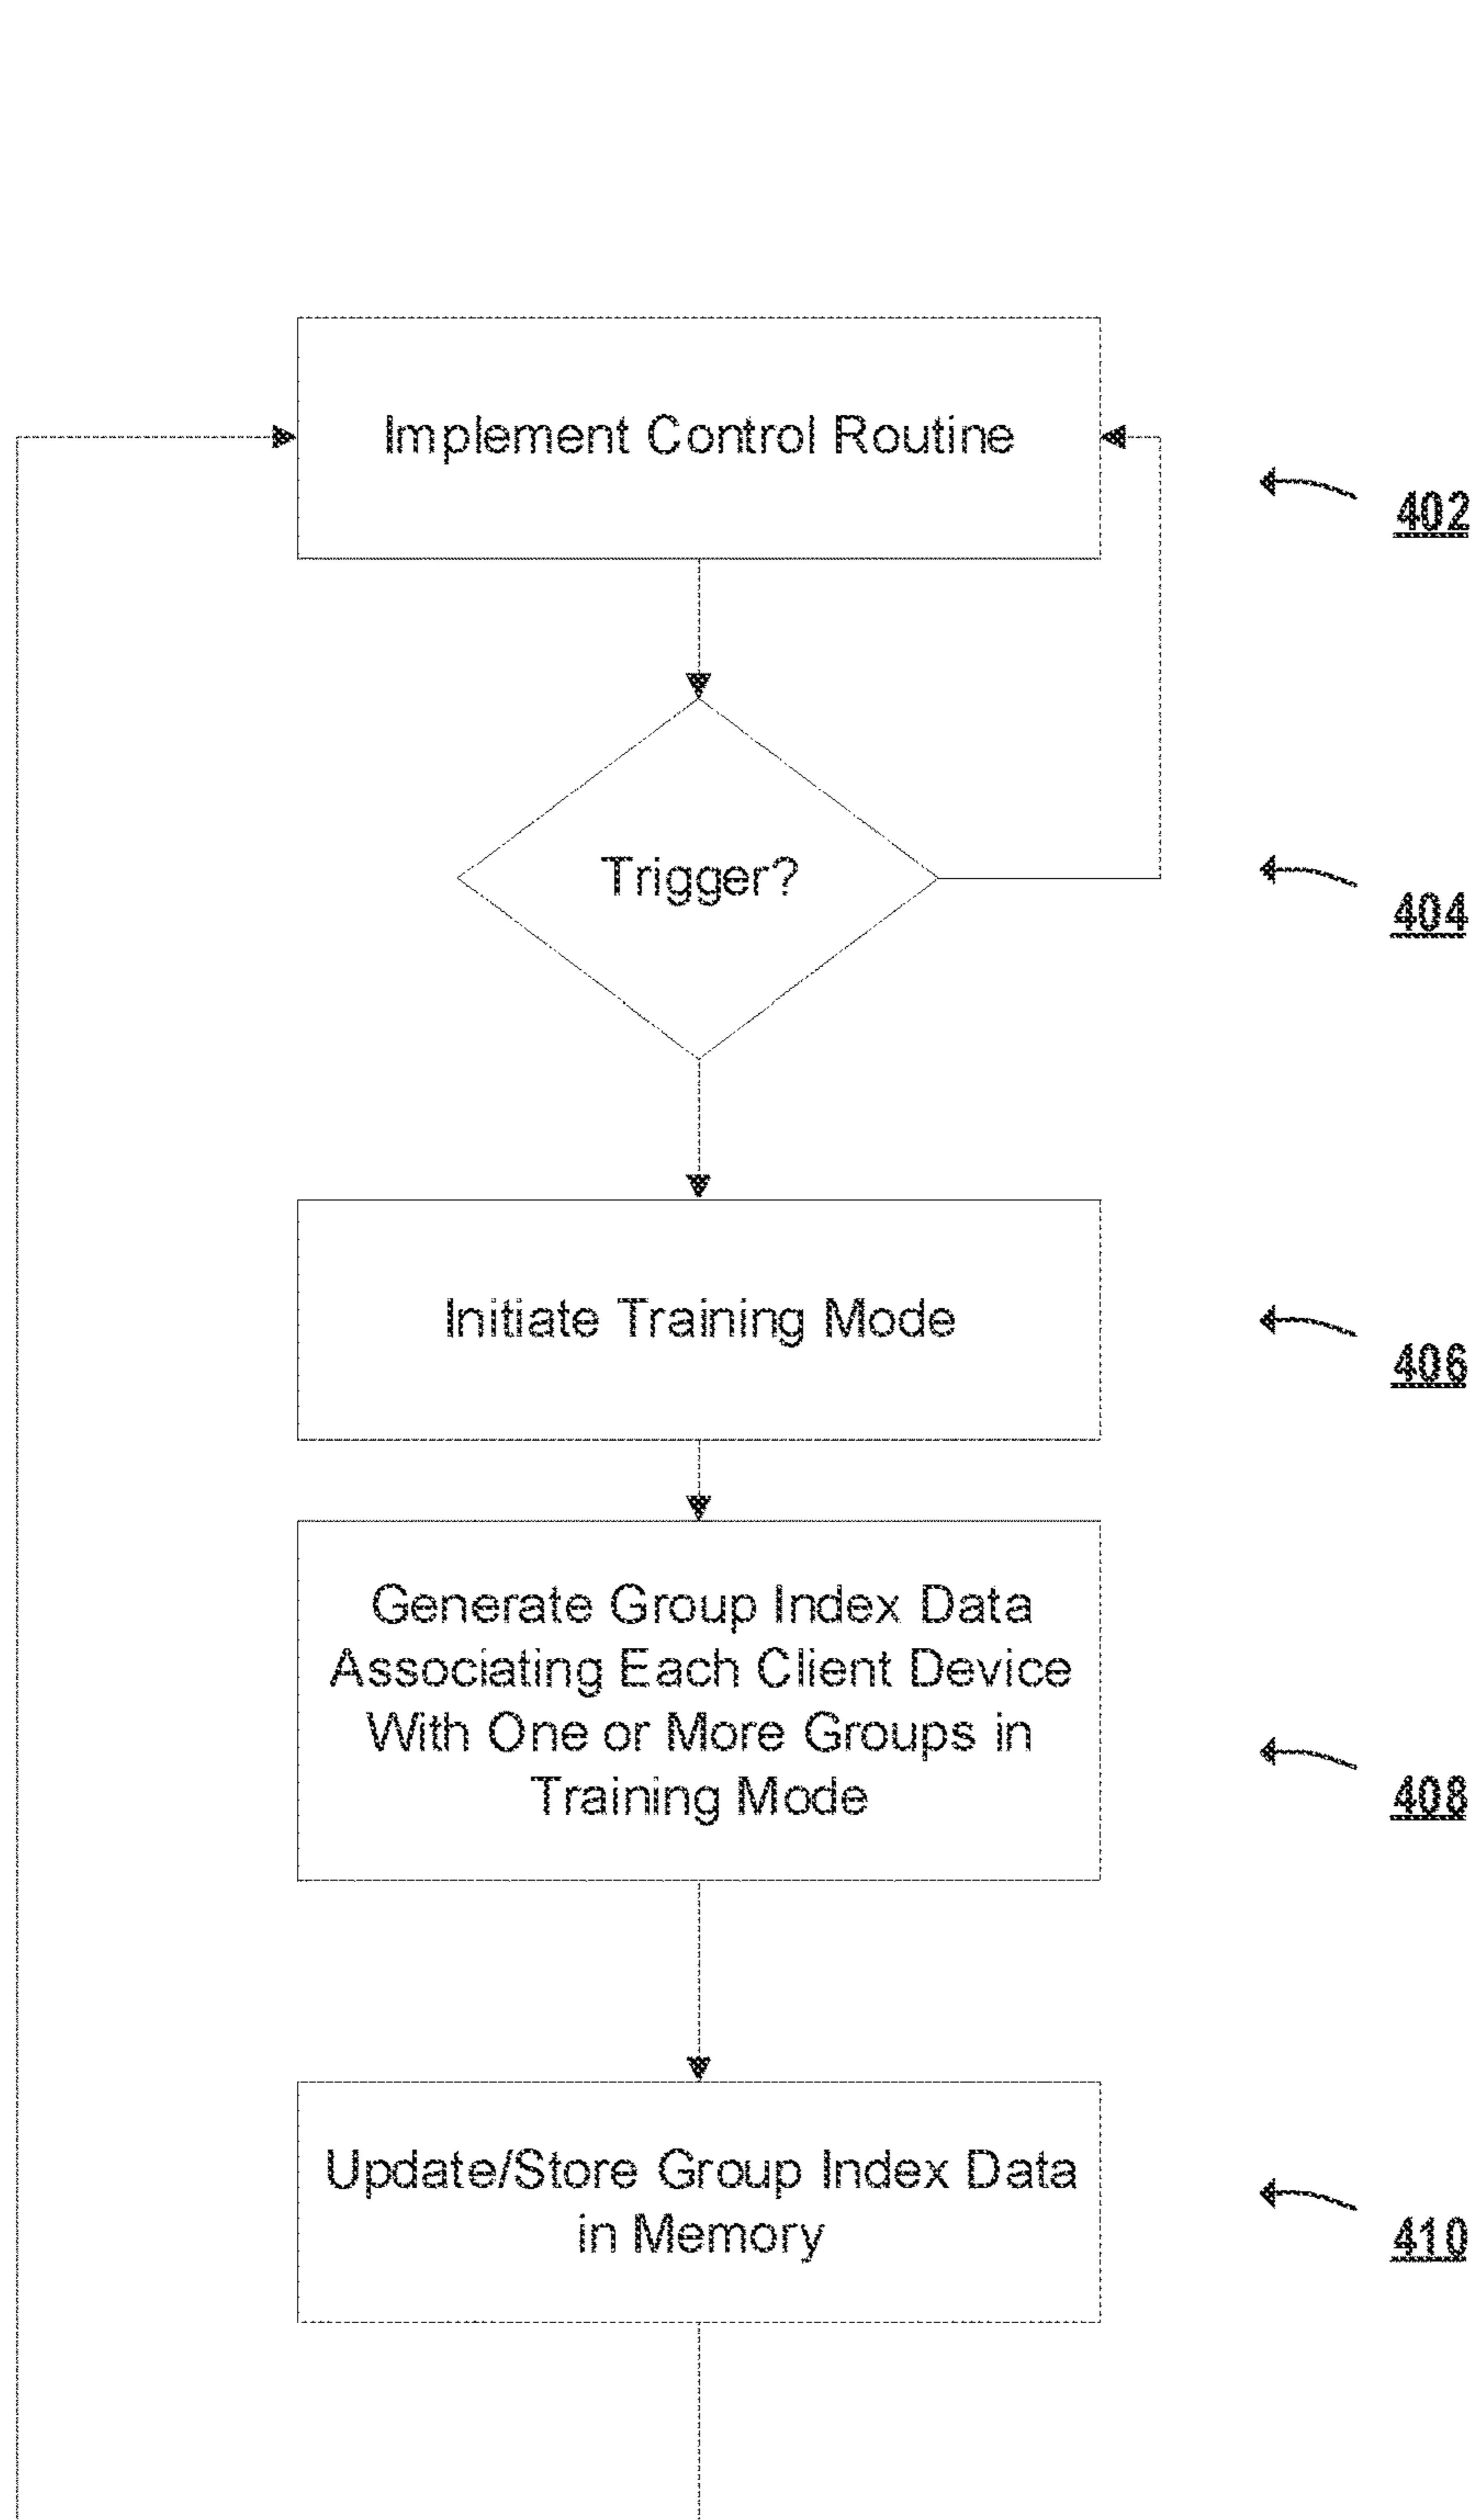 Implement Control Routine
402
Trigger?
404
Initiate Training Mode
406
Generate Group Index Data
Associating Each Client Device
With One or More Groups in
Training Mode
408
Update/Store Group Index Data
in Memory
410